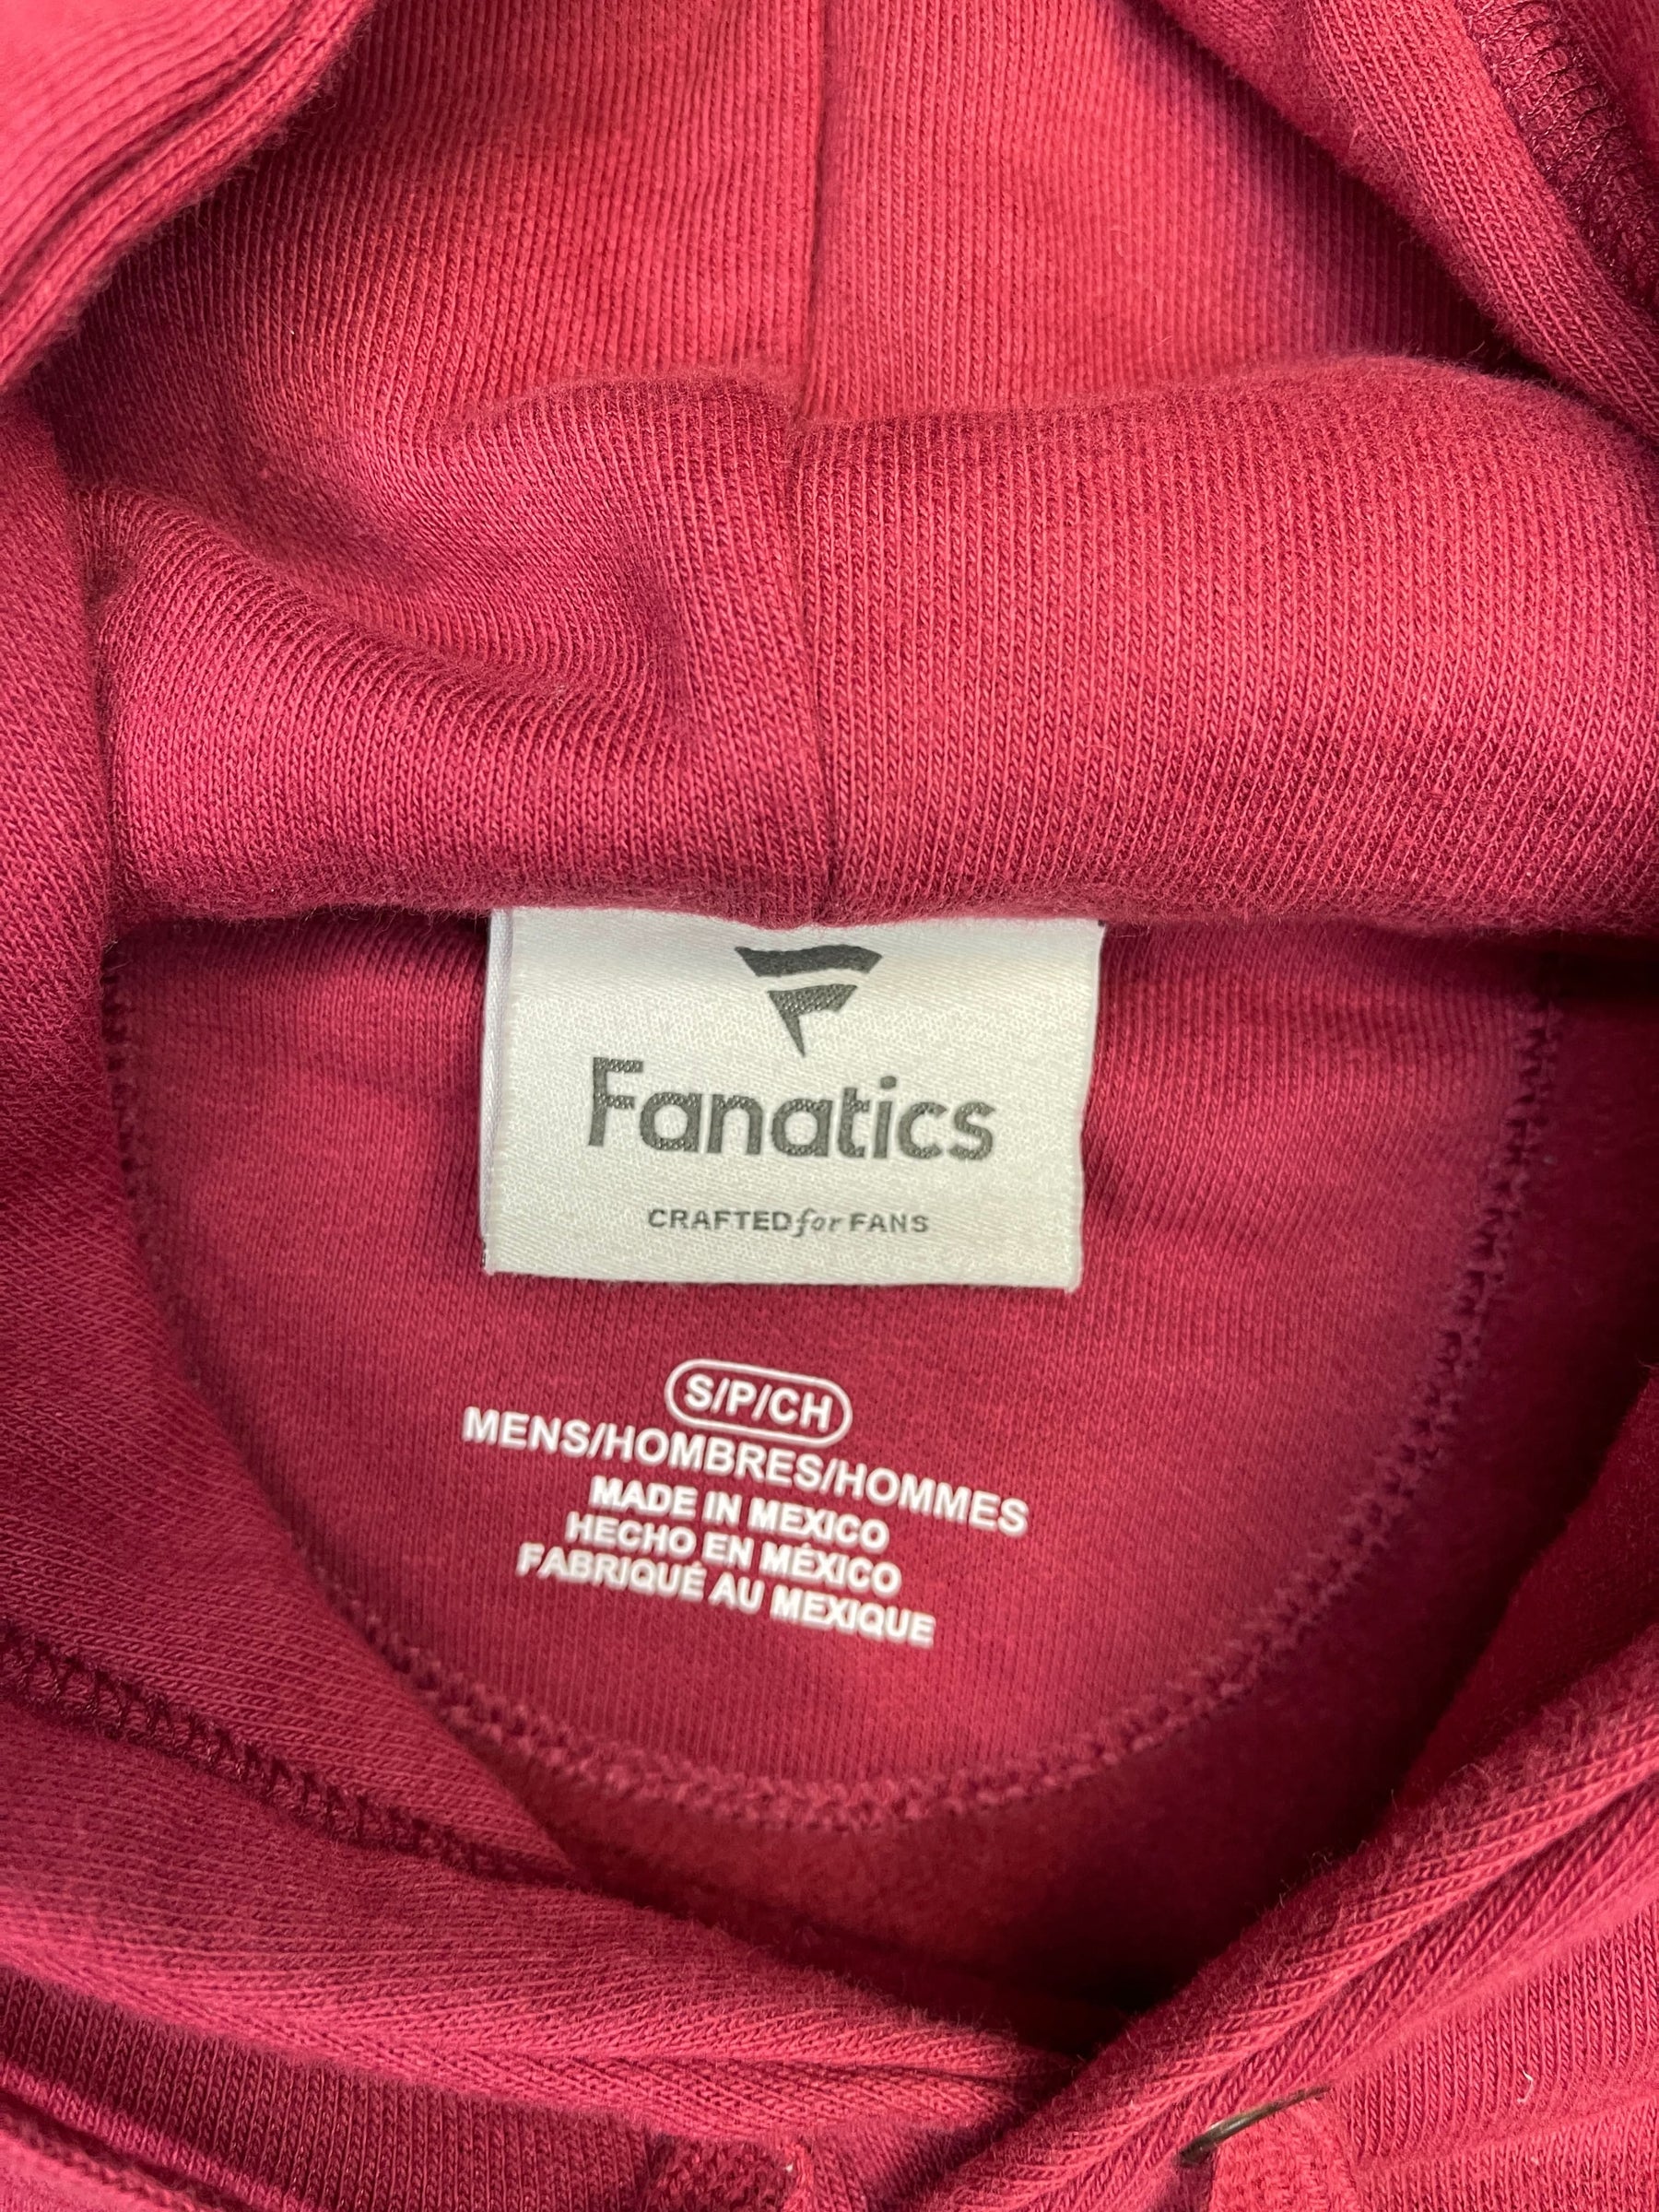 Fanatics
CRAFTED for FANS
S/P/CH
MENS/HOMBRES/HOMMES
MADE IN MEXICO
HECHO EN MÉXICO
FABRIQUÉ AU MEXIQUE